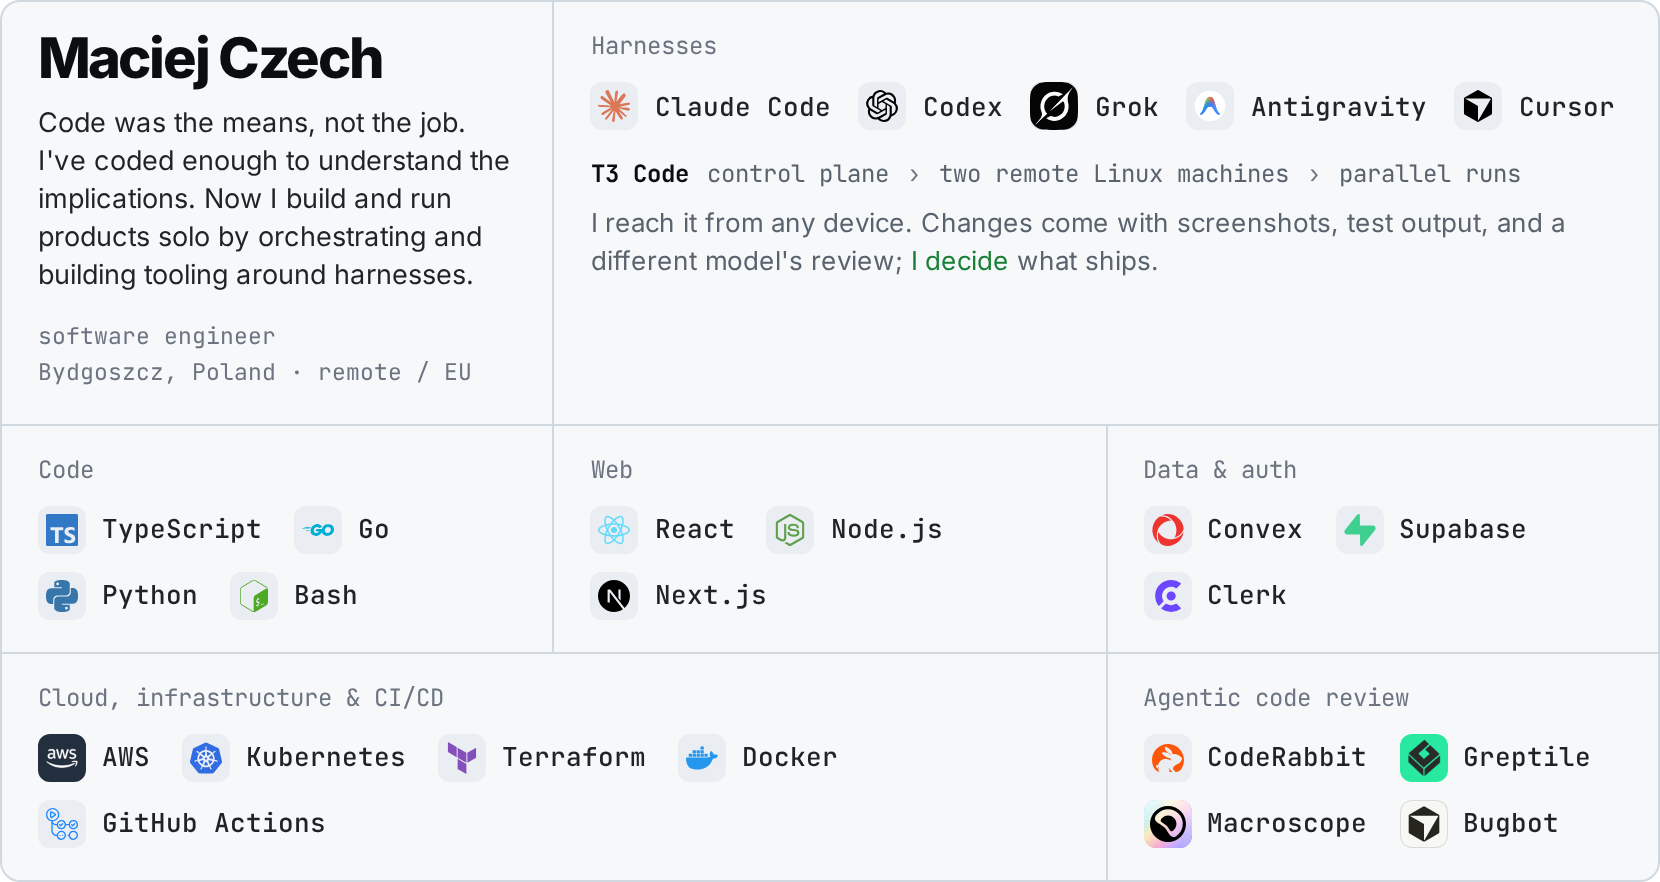 Maciej Czech
Code was the means, not the job.
I've coded enough to understand the
implications. Now I build and run
products solo by orchestrating and
building tooling around harnesses.
software engineer
Bydgoszcz, Poland · remote / EU
Harnesses
Claude Code Codex Grok Antigravity Cursor
T3 Code control plane › two remote Linux machines › parallel runs
I reach it from any device. Changes come with screenshots, test output, and a
different model's review; I decide what ships.
Code
TS TypeScript GO Go
Python Bash
Web
React JS Node.js
N Next.js
Data & auth
Convex Supabase
Clerk
Cloud, infrastructure & CI/CD
aws AWS Kubernetes Terraform Docker
GitHub Actions
Agentic code review
CodeRabbit Greptile
Macroscope Bugbot